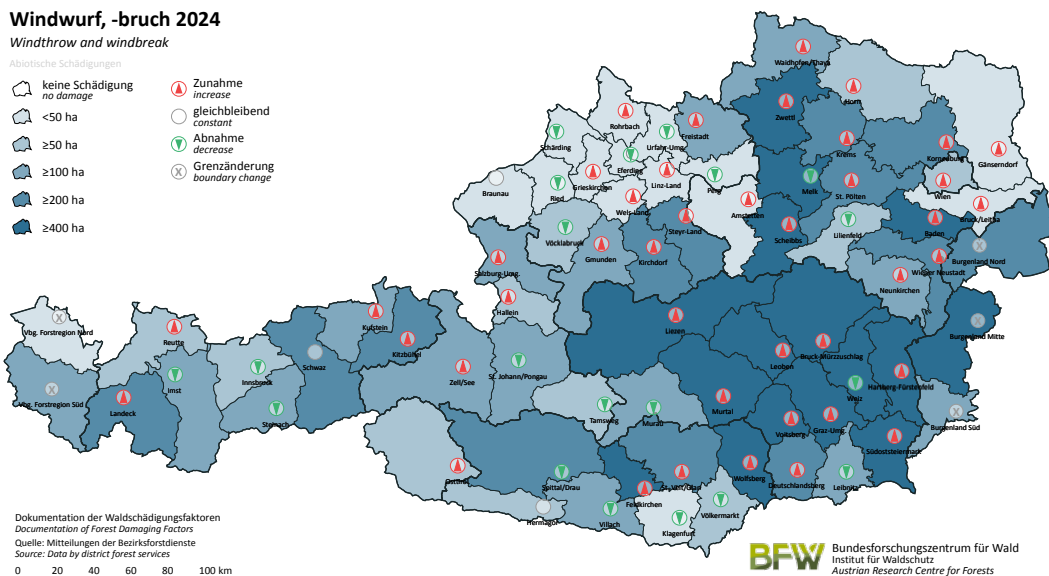 Windwurf, -bruch 2024
Windthrow and windbreak
Abiotische Schädigungen
keine Schädigung
no damage
<50 ha
≥50 ha
≥100 ha
≥200 ha
≥400 ha
Zunahme
increase
gleichbleibend
constant
Abnahme
decrease
Grenzänderung
boundary change
Waidhofen/Thaya
Horn
Zwettl
Rohrbach
Freistadt
Schärding
Urfahr-Umg.
Krems
Korneuburg
Gänserndorf
Eferding
Grieskirchen
Linz-Land
Perg
Melk
St. Pölten
Wien
Braunau
Ried
Wels-Land
Amstetten
Bruck/Leitha
Steyr-Land
Scheibbs
Lilienfeld
Baden
Vöcklabruck
Gmunden
Kirchdorf
Burgenland Nord
Salzburg-Umg.
Wiener Neustadt
Neunkirchen
Hallein
Liezen
Burgenland Mitte
Vbg. Forstregion Nord
Reutte
Kufstein
Kitzbühel
Bruck-Mürzzuschlag
Schwaz
Innsbruck
Zell/See
St. Johann/Pongau
Leoben
Hartberg-Fürstenfeld
Vbg. Forstregion Süd
Imst
Weiz
Landeck
Steinach
Murtal
Tamsweg
Murau
Voitsberg
Graz-Umg.
Burgenland Süd
Südoststeiermark
Osttirol
Spittal/Drau
St. Veit/Glan
Wolfsberg
Deutschlandsberg
Leibnitz
Feldkirchen
Hermagor
Villach
Klagenfurt
Völkermarkt
Dokumentation der Waldschädigungsfaktoren
Documentation of Forest Damaging Factors
Quelle: Mitteilungen der Bezirksforstdienste
Source: Data by district forest services
0 20 40 60 80 100 km
BFW
Bundesforschungszentrum für Wald
Institut für Waldschutz
Austrian Research Centre for Forests